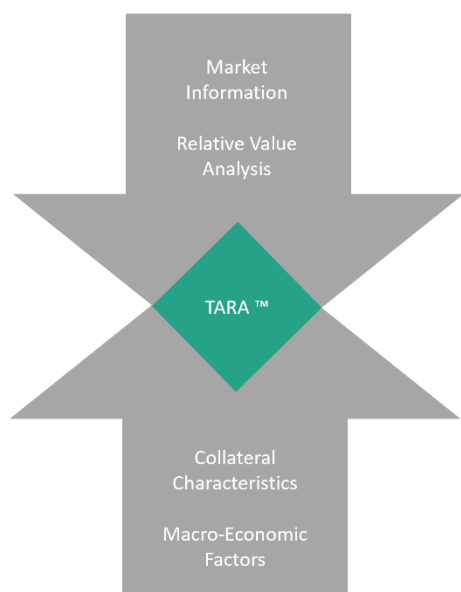 Market
Information
Relative Value
Analysis
TARA ™
Collateral
Characteristics
Macro-Economic
Factors